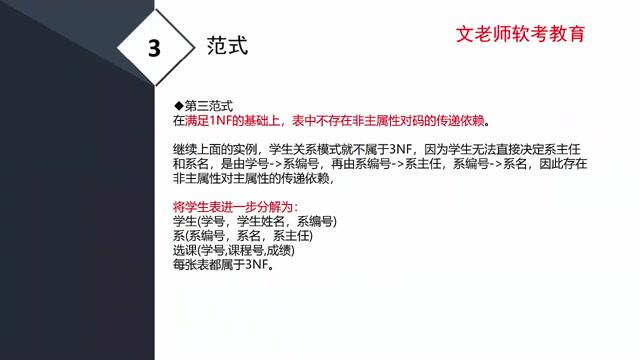 3
范式
文老师软考教育
◆第三范式
在满足1NF的基础上，表中不存在非主属性对码的传递依赖。
继续上面的实例，学生关系模式就不属于3NF，因为学生无法直接决定系主任
和系名，是由学号->系编号，再由系编号->系主任，系编号->系名，因此存在
非主属性对主属性的传递依赖，
将学生表进一步分解为：
学生(学号，学生姓名，系编号)
系(系编号，系名，系主任)
选课(学号,课程号,成绩)
每张表都属于3NF。